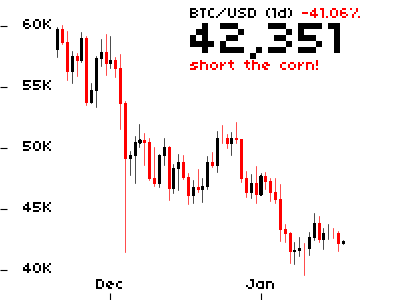 BTC/USD (1d) -41.06%
42,351
short the corn!
60K
55K
50K
45K
40K
Dec Jan